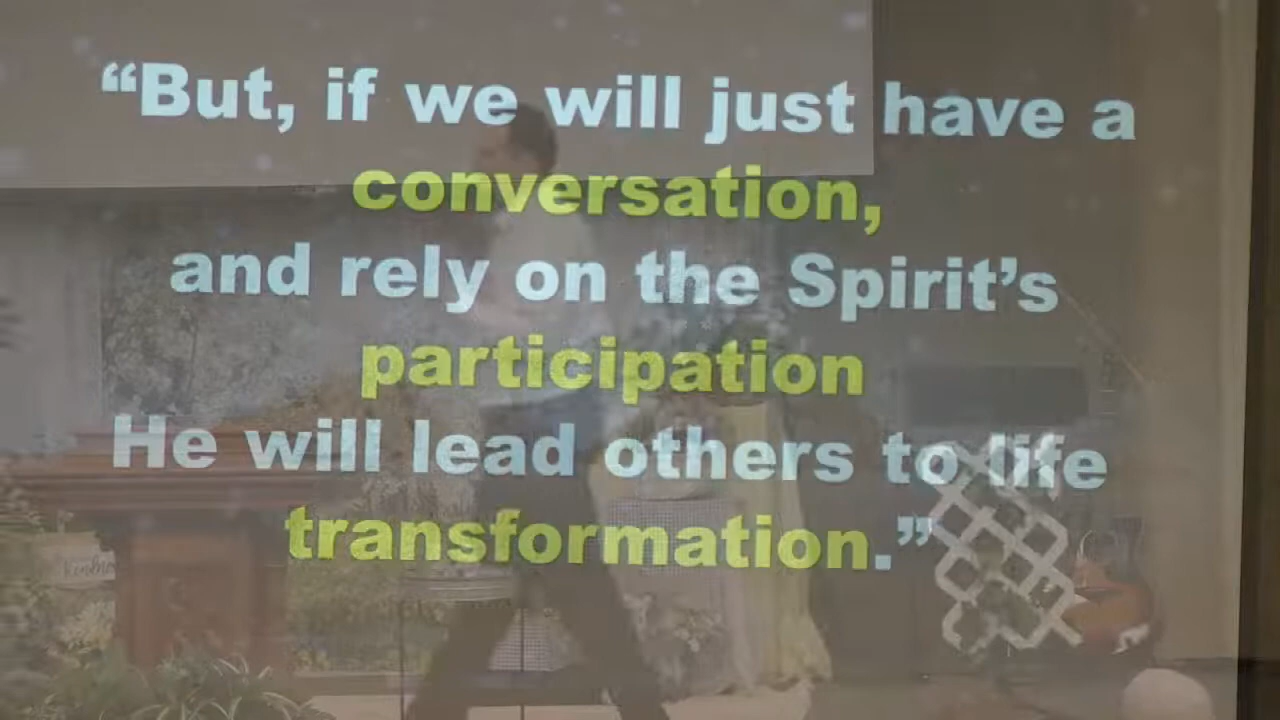 “But, if we will just have a
conversation,
and rely on the Spirit’s
participation
He will lead others to life
transformation.”